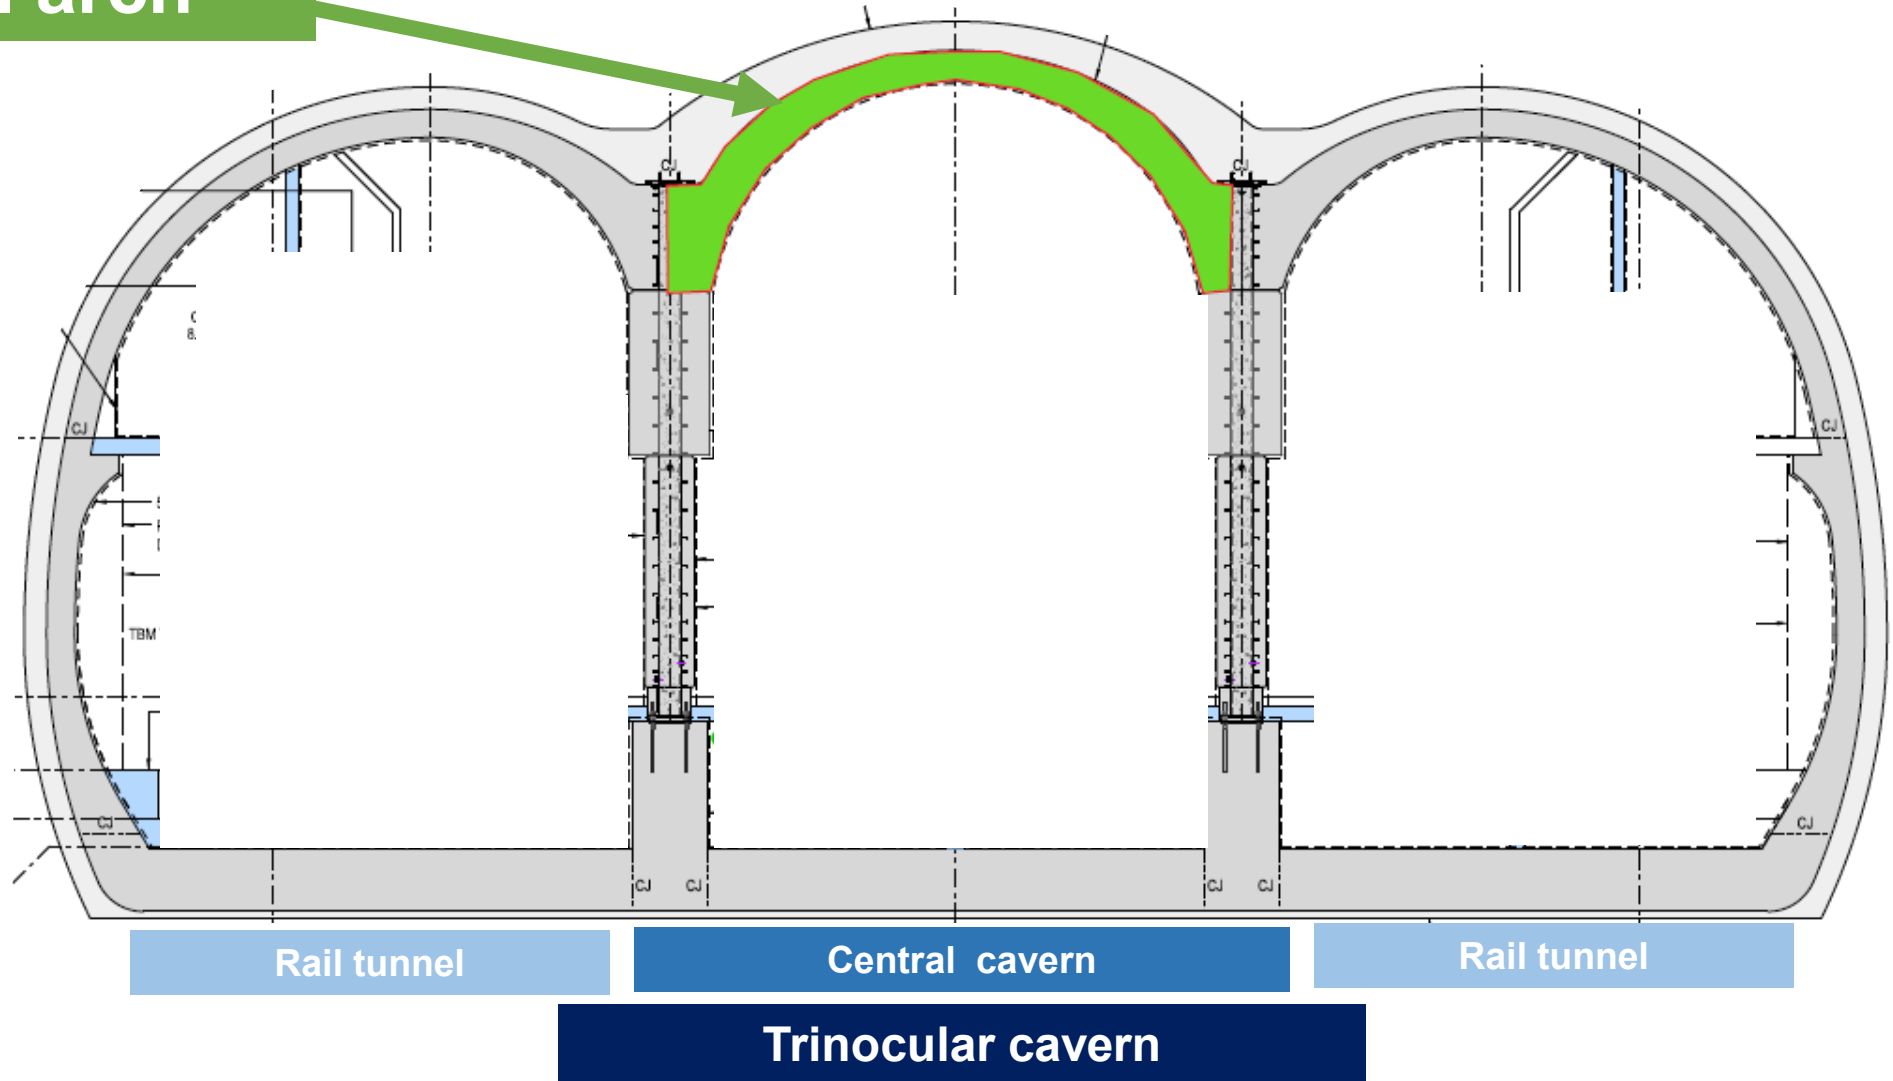 arch
CJ
CJ
8.
CJ
CJ
TBM
CJ
CJ
CJ
CJ
CJ
CJ
Rail tunnel
Central cavern
Rail tunnel
Trinocular cavern